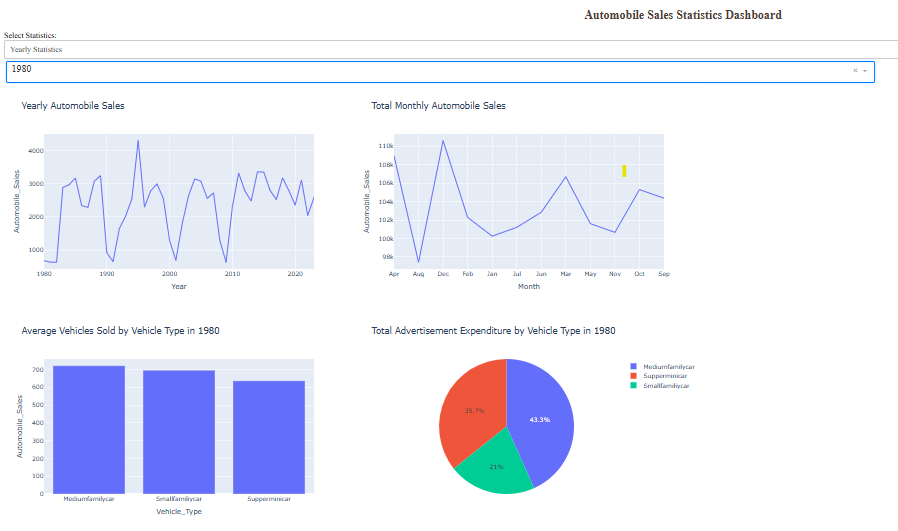 Automobile Sales Statistics Dashboard
Select Statistics:
Yearly Statistics
1980
Yearly Automobile Sales
Automobile_Sales
4000
3000
2000
1000
1980
1990
2000
2010
2020
Year
Total Monthly Automobile Sales
Automobile_Sales
110k
108k
106k
104k
102k
100k
98k
Apr
Aug
Dec
Feb
Jan
Jul
Jun
Mar
May
Nov
Oct
Sep
Month
Average Vehicles Sold by Vehicle Type in 1980
Automobile_Sales
700
600
500
400
300
200
100
0
Mediumfamilycar
Smallfamiliycar
Supperminicar
Vehicle_Type
Total Advertisement Expenditure by Vehicle Type in 1980
35.7%
43.3%
21%
Mediumfamilycar
Supperminicar
Smallfamiliycar